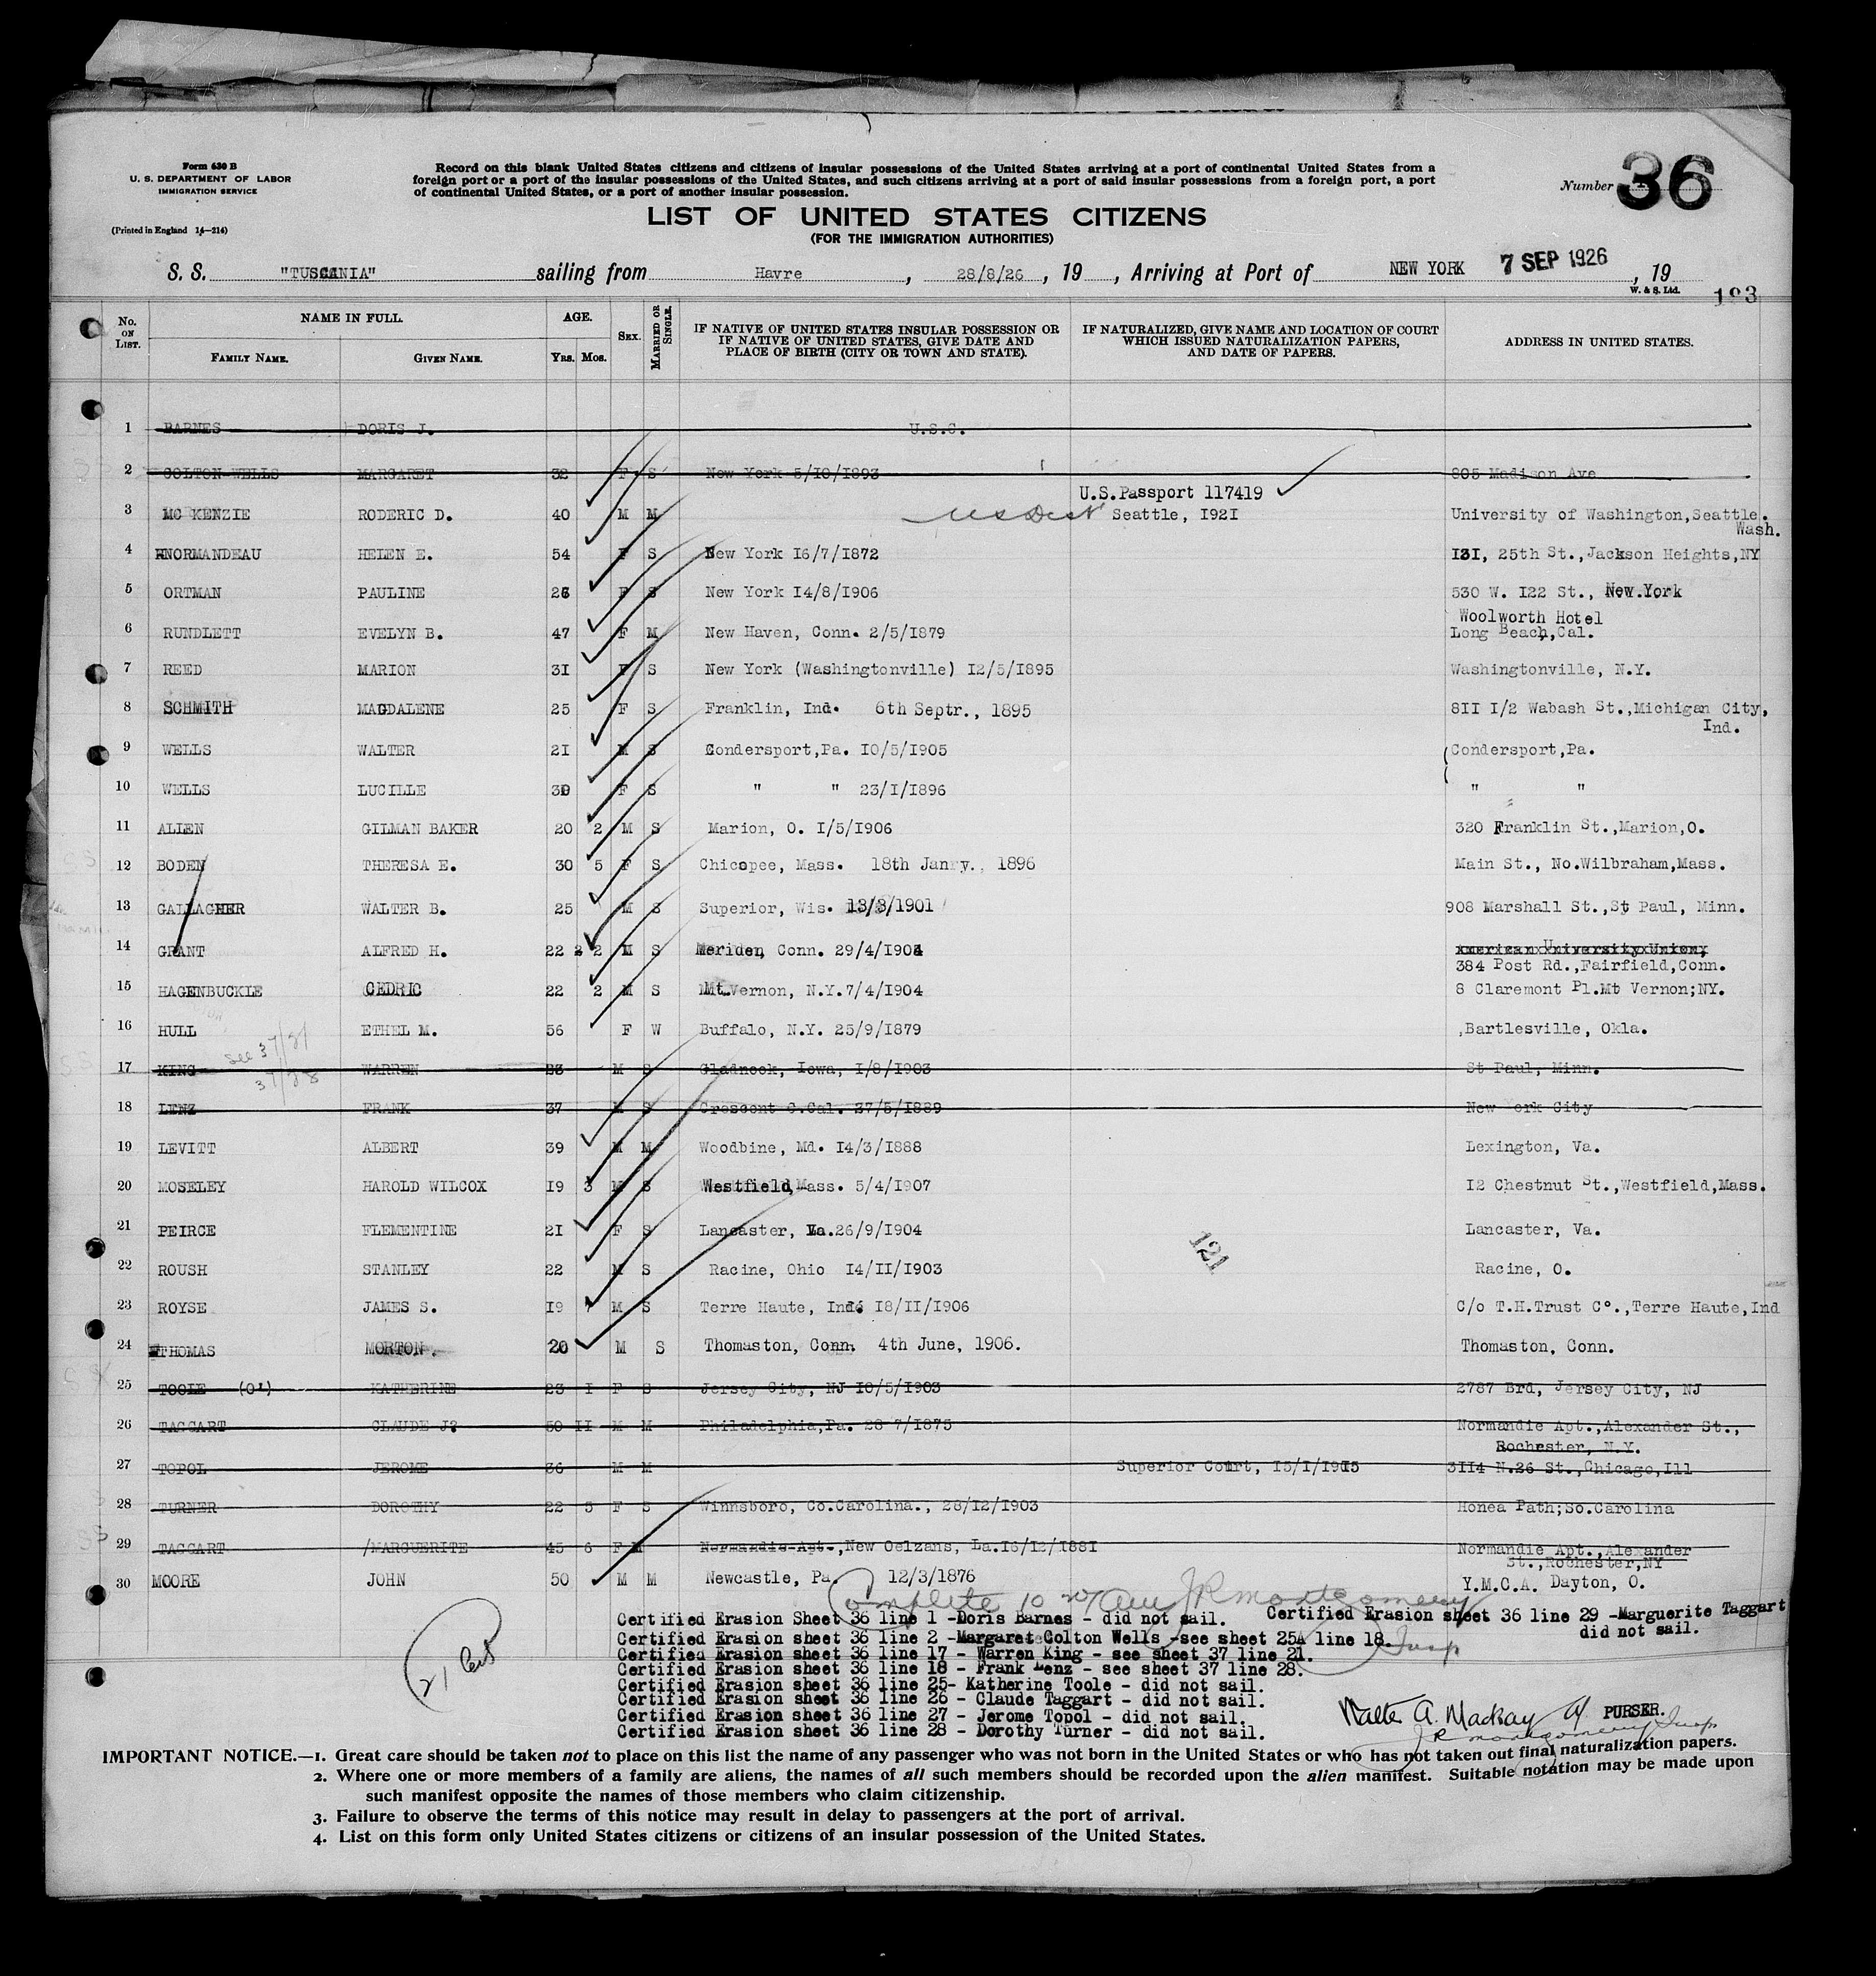 Form 630 B
U. S. DEPARTMENT OF LABOR
IMMIGRATION SERVICE
(Printed in England 14—214)
Record on this blank United States citizens and citizens of insular possessions of the United States arriving at a port of continental United States from a
foreign port or a port of the insular possessions of the United States, and such citizens arriving at a port of said insular possessions from a foreign port, a port
of continental United States, or a port of another insular possession.
Number 36
LIST OF UNITED STATES CITIZENS
(FOR THE IMMIGRATION AUTHORITIES)
S. S. "TUSCANIA" sailing from Havre, 28/8/26, 19 , Arriving at Port of NEW YORK 7 SEP 1926, 19
W. & S. Ltd.
193
No. ON LIST. NAME IN FULL. AGE. SEX. MARRIED OR SINGLE. IF NATIVE OF UNITED STATES INSULAR POSSESSION OR IF NATIVE OF UNITED STATES, GIVE DATE AND PLACE OF BIRTH (CITY OR TOWN AND STATE). IF NATURALIZED, GIVE NAME AND LOCATION OF COURT WHICH ISSUED NATURALIZATION PAPERS, AND DATE OF PAPERS. ADDRESS IN UNITED STATES.
FAMILY NAME. GIVEN NAME. Yrs. Mos.
1 BARNES DORIS J. U.S.C.
2 COLTON-WELLS MARGARET 32 F S New York 5/10/1893 805 Madison Ave
U.S.Passport 117419
3 MC KENZIE RODERIC D. 40 M M Seattle, 1921 University of Washington,Seattle.
Wash.
4 NORMANDEAU HELEN E. 54 F S New York 16/7/1872 131, 25th St.,Jackson Heights,NY
5 ORTMAN PAULINE 26 F S New York 14/8/1906 530 W. 122 St., New York
Woolworth Hotel
6 RUNDLETT EVELYN B. 47 F M New Haven, Conn. 2/5/1879 Long Beach,Cal.
7 REED MARION 31 F S New York (Washingtonville) 12/5/1895 Washingtonville, N.Y.
8 SCHMITH MAGDALENE 25 F S Franklin, Ind. 6th Septr., 1895 811 1/2 Wabash St.,Michigan City,
Ind.
9 WELLS WALTER 21 M S Condersport,Pa. 10/5/1905 Condersport,Pa.
10 WELLS LUCILLE 30 F S " " 23/1/1896 " "
11 ALLEN GILMAN BAKER 20 2 M S Marion, O. 1/5/1906 320 Franklin St.,Marion,O.
12 BODEN THERESA E. 30 5 F S Chicopee, Mass. 18th Janry., 1896 Main St., No.Wilbraham,Mass.
13 GALLAGHER WALTER B. 25 M S Superior, Wis. 13/3/1901 908 Marshall St.,St Paul, Minn.
14 GRANT ALFRED H. 22 2 M S Meriden, Conn. 29/4/1904 American University Union,
384 Post Rd.,Fairfield,Conn.
15 HAGENBUCKLE CEDRIC 22 2 M S Mt.Vernon, N.Y.7/4/1904 8 Claremont Pl.Mt Vernon;NY.
16 HULL ETHEL M. 56 F W Buffalo, N.Y. 25/9/1879 ,Bartlesville, Okla.
see 37/21
17 KING WARREN 23 M S Gladnock, Iowa, 1/8/1903 St Paul, Minn.
37/28
18 LENZ FRANK 37 M S Crescent C.Cal. 27/5/1889 New York City
19 LEVITT ALBERT 39 M M Woodbine, Md. 14/3/1888 Lexington, Va.
20 MOSELEY HAROLD WILCOX 19 3 M S Westfield,Mass. 5/4/1907 12 Chestnut St.,Westfield,Mass.
21 PEIRCE FLEMENTINE 21 F S Lancaster, Va.26/9/1904 Lancaster, Va.
121
22 ROUSH STANLEY 22 M S Racine, Ohio 14/11/1903 Racine, O.
23 ROYSE JAMES S. 19 M S Terre Haute, Ind. 18/11/1906 C/o T.H.Trust Co.,Terre Haute,Ind
24 THOMAS MORTON. 20 M S Thomaston, Conn. 4th June, 1906. Thomaston, Conn.
25 TOOLE KATHERINE 23 1 F S Jersey City, NJ 10/5/1903 2787 Brd, Jersey City, NJ
26 TAGGART CLAUDE J? 50 11 M M Philadelphia,Pa. 28 7/1875 Normandie Apt.,Alexander St.,
Rochester, N.Y.
27 TOPOL JEROME 36 M M Superior Court, 15/1/1915 3114 N.26 St.,Chicago,Ill
28 TURNER DOROTHY 22 8 F S Winnsboro, Co.Carolina., 28/12/1903 Honea Path;So.Carolina
29 TAGGART /MARGUERITE 45 6 F M Normandie Apt.,New Oelzans, La.16/12/1881 Normandie Apt.,Alexander
St.,Rochester,NY
30 MOORE JOHN 50 M M Newcastle, Pa. 12/3/1876 Y.M.C.A. Dayton, O.
Complete JR Montgomery
Insp
Certified Erasion Sheet 36 line 1 -Doris Barnes - did not sail. Certified Erasion sheet 36 line 29 -Marguerite Taggart
did not sail.
Certified Erasion sheet 36 line 2 -Margaret Colton Wells -see sheet 25A line 18.
Certified Erasion sheet 36 line 17 - Warren King - see sheet 37 line 21.
Certified Erasion sheet 36 line 18 - Frank Lenz - see sheet 37 line 28.
Certified Erasion sheet 36 line 25- Katherine Toole - did not sail.
Certified Erasion sheet 36 line 26 - Claude Taggart - did not sail.
Certified Erasion sheet 36 line 27 - Jerome Topol - did not sail.
Certified Erasion sheet 36 line 28 - Dorothy Turner - did not sail.
Walter A. Mackay PURSER.
JR Montgomery Insp
IMPORTANT NOTICE.—1. Great care should be taken not to place on this list the name of any passenger who was not born in the United States or who has not taken out final naturalization papers.
2. Where one or more members of a family are aliens, the names of all such members should be recorded upon the alien manifest. Suitable notation may be made upon
such manifest opposite the names of those members who claim citizenship.
3. Failure to observe the terms of this notice may result in delay to passengers at the port of arrival.
4. List on this form only United States citizens or citizens of an insular possession of the United States.